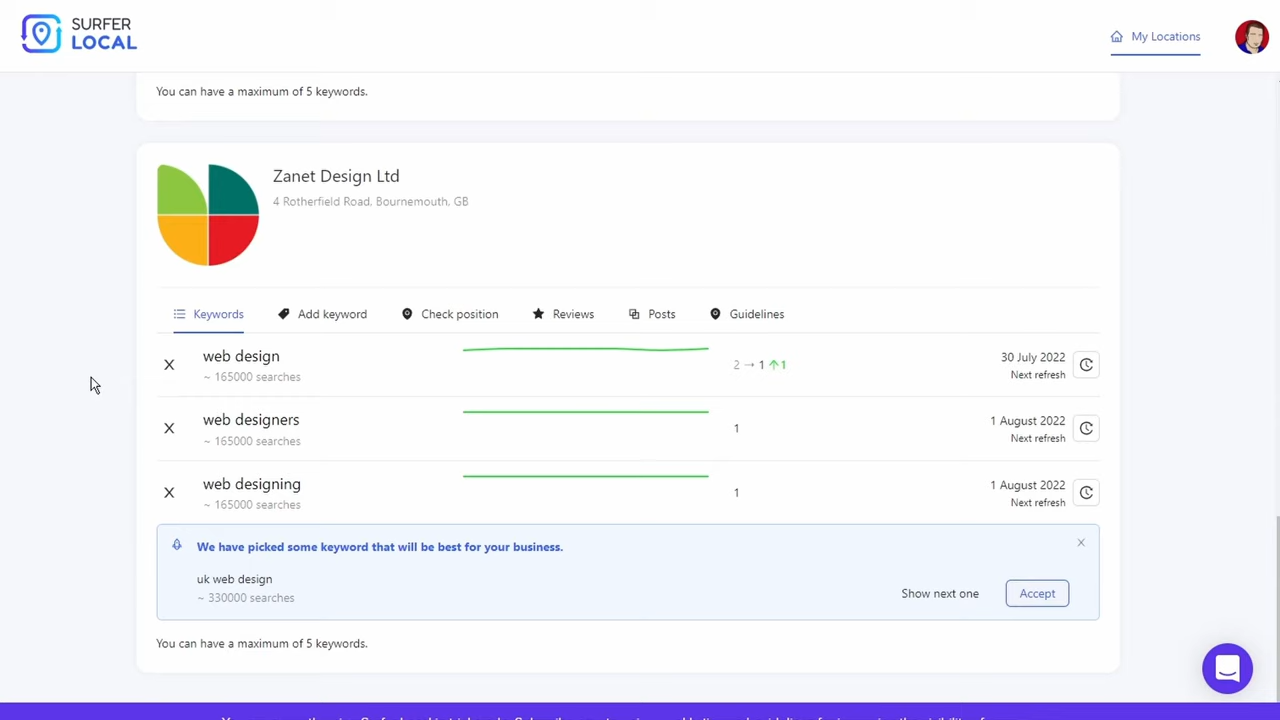 SURFER
LOCAL
My Locations
You can have a maximum of 5 keywords.
Zanet Design Ltd
4 Rotherfield Road, Bournemouth, GB
Keywords Add keyword Check position Reviews Posts Guidelines
X web design 2 → 1 ↑1 30 July 2022
~ 165000 searches Next refresh
X web designers 1 1 August 2022
~ 165000 searches Next refresh
X web designing 1 1 August 2022
~ 165000 searches Next refresh
We have picked some keyword that will be best for your business.
uk web design
~ 330000 searches
Show next one Accept
You can have a maximum of 5 keywords.